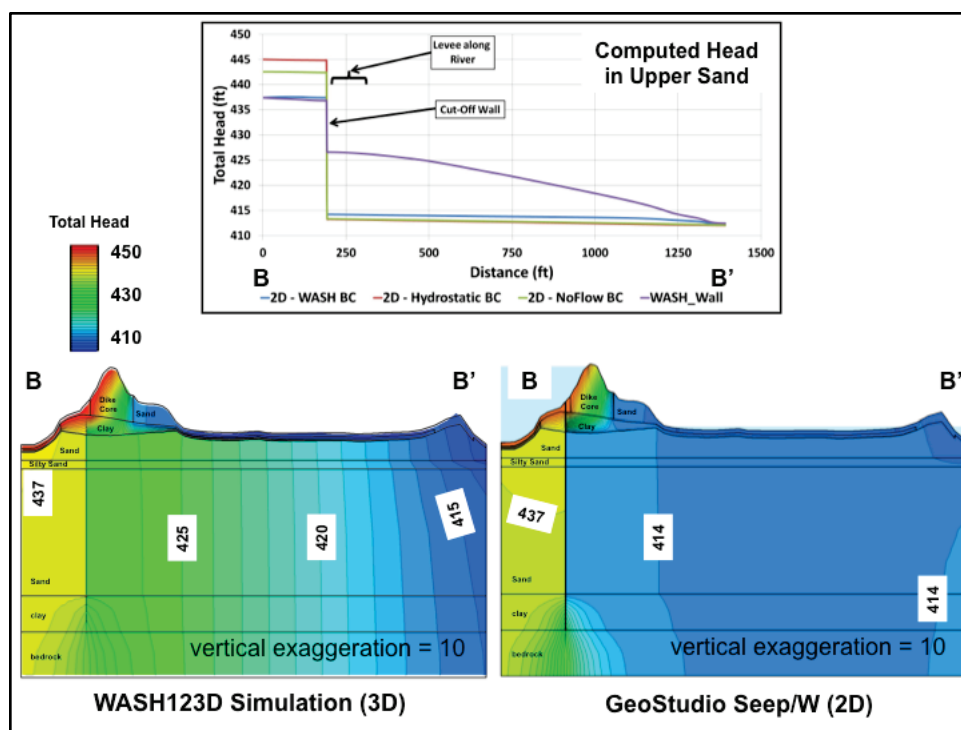 Computed Head
in Upper Sand
Levee along
River
Cut-Off Wall
Total Head (ft)
450
445
440
435
430
425
420
415
410
0
250
500
750
1000
1250
1500
B
Distance (ft)
B'
2D - WASH BC
2D - Hydrostatic BC
2D - NoFlow BC
WASH_Wall
Total Head
450
430
410
B
B'
Dike
Core
Sand
Clay
Sand
Silty Sand
437
425
420
415
Sand
clay
bedrock
vertical exaggeration = 10
WASH123D Simulation (3D)
B
B'
Dike
Core
Sand
Clay
Sand
Silty Sand
437
414
414
Sand
clay
bedrock
vertical exaggeration = 10
GeoStudio Seep/W (2D)